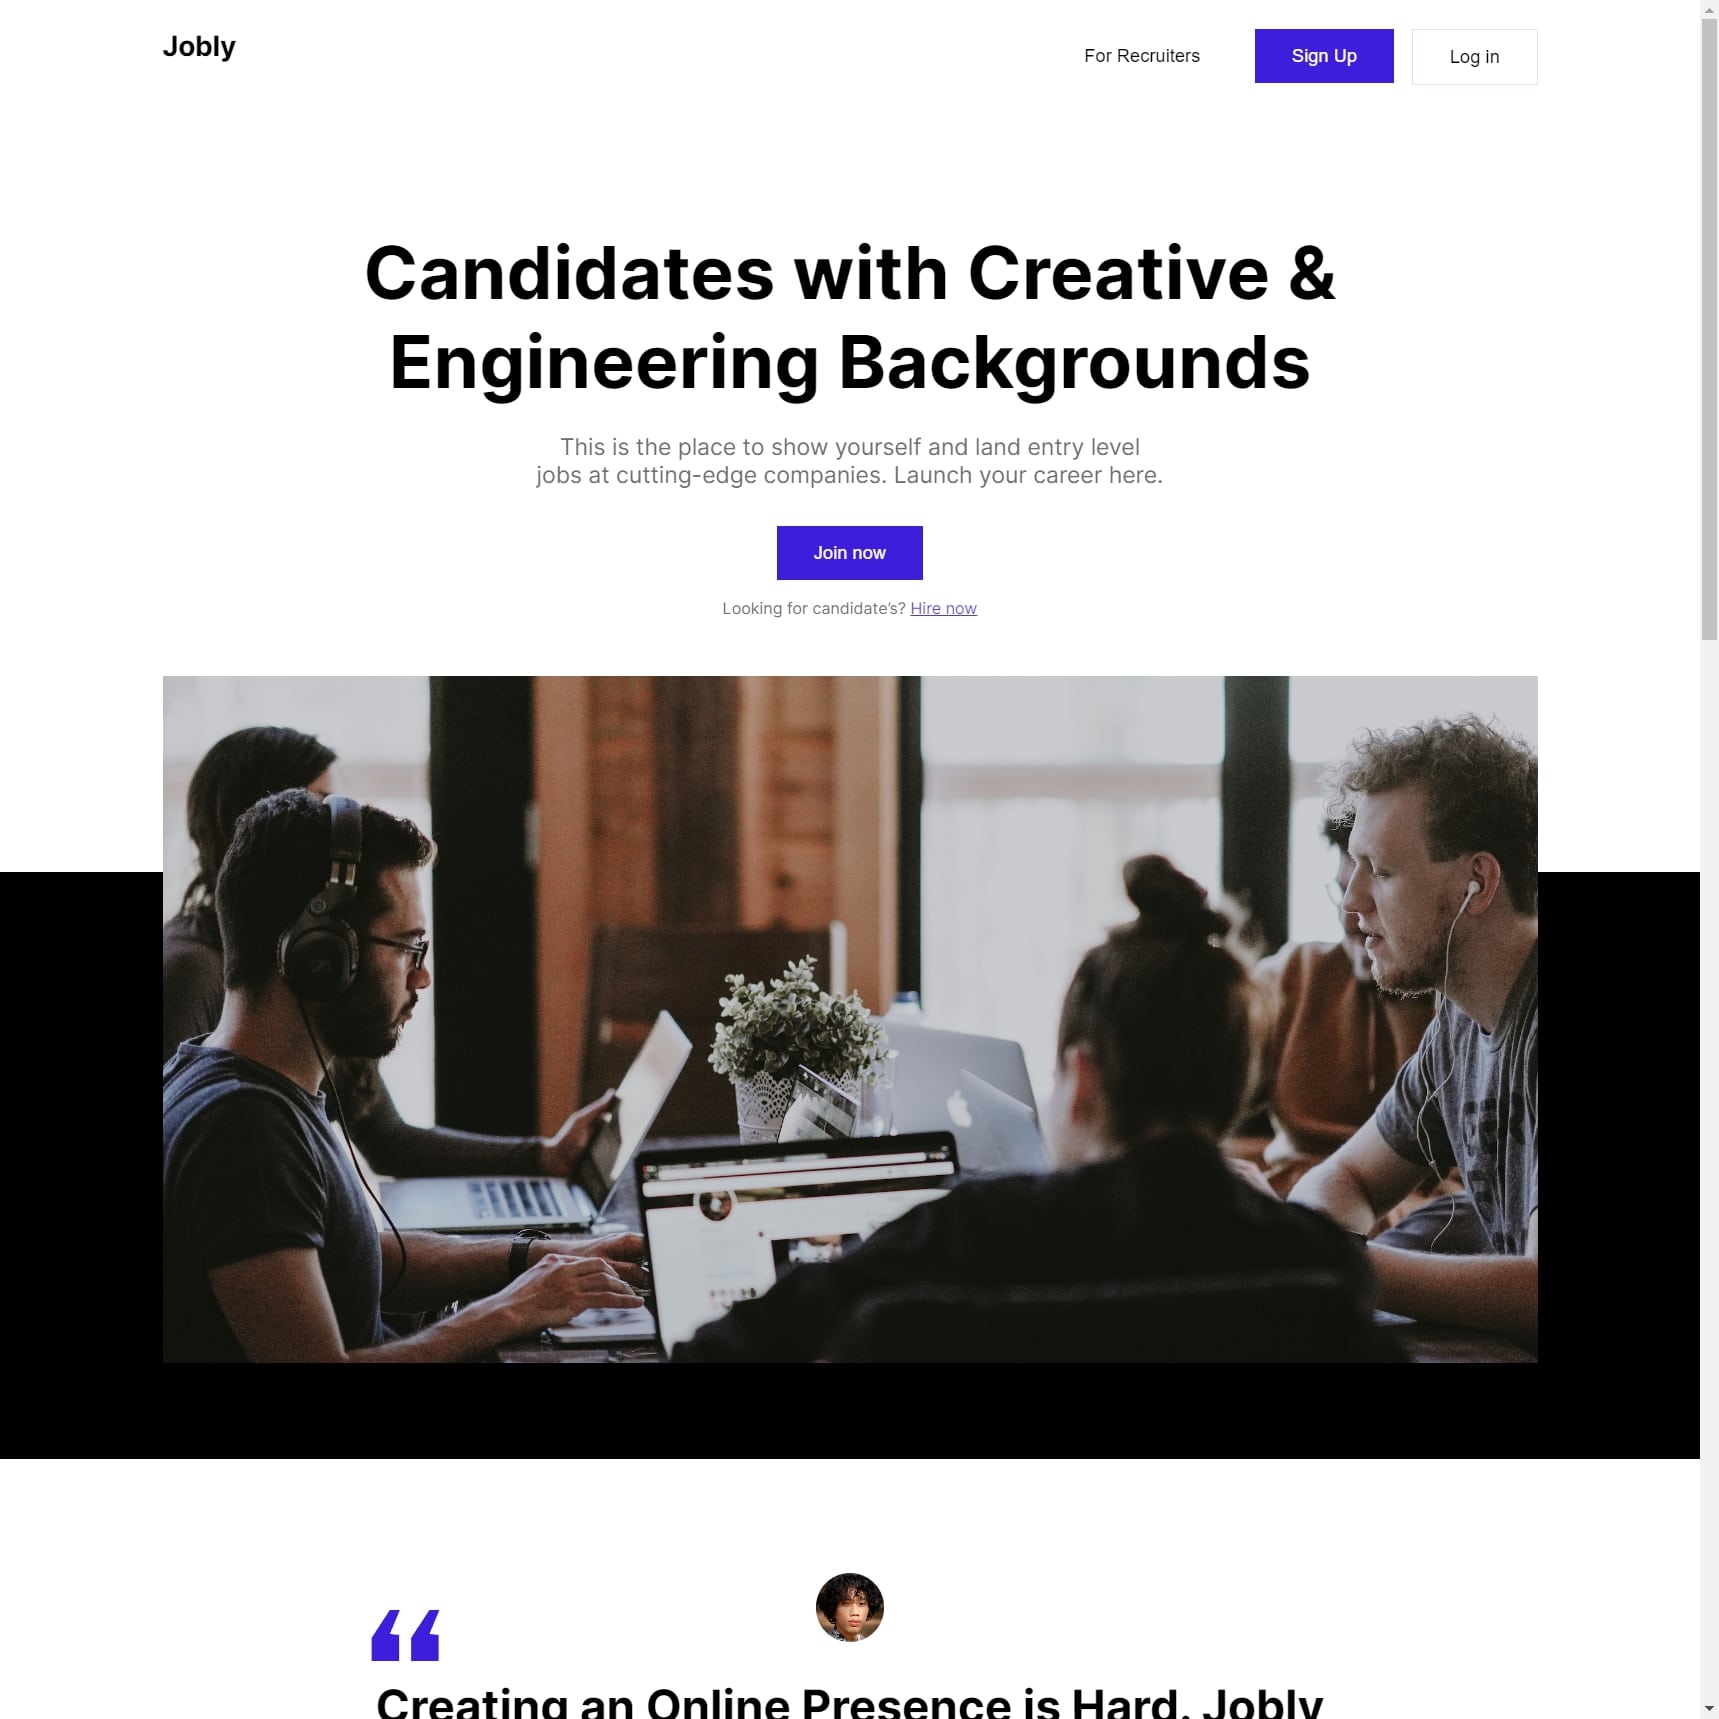 Jobly
For Recruiters
Sign Up
Log in
Candidates with Creative &
Engineering Backgrounds
This is the place to show yourself and land entry level
jobs at cutting-edge companies. Launch your career here.
Join now
Looking for candidate’s? Hire now
Creating an Online Presence is Hard. Jobly